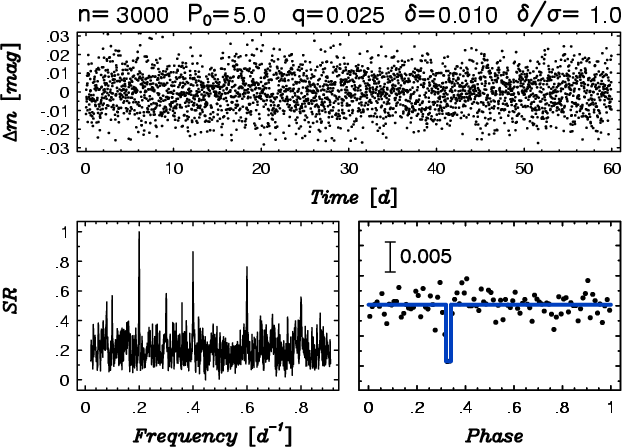 n= 3000 P₀=5.0 q=0.025 δ=0.010 δ/σ= 1.0
.03
.02
.01
0
-.01
-.02
-.03
Δm [mag]
0 10 20 30 40 50 60
Time [d]
1
.8
.6
.4
.2
0
SR
0 .2 .4 .6 .8
Frequency [d⁻¹]
0.005
0 .2 .4 .6 .8 1
Phase